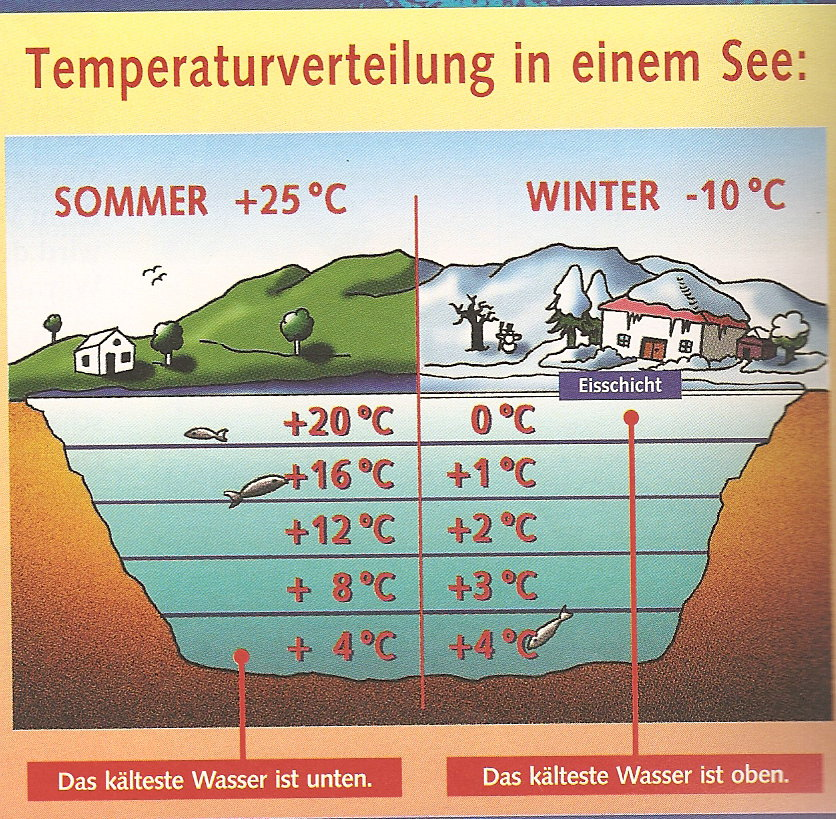 Temperaturverteilung in einem See:
SOMMER +25 °C
WINTER -10 °C
Eisschicht
+20 °C 0 °C
+16 °C +1 °C
+12 °C +2 °C
+ 8 °C +3 °C
+ 4 °C +4 °C
Das kälteste Wasser ist unten.
Das kälteste Wasser ist oben.